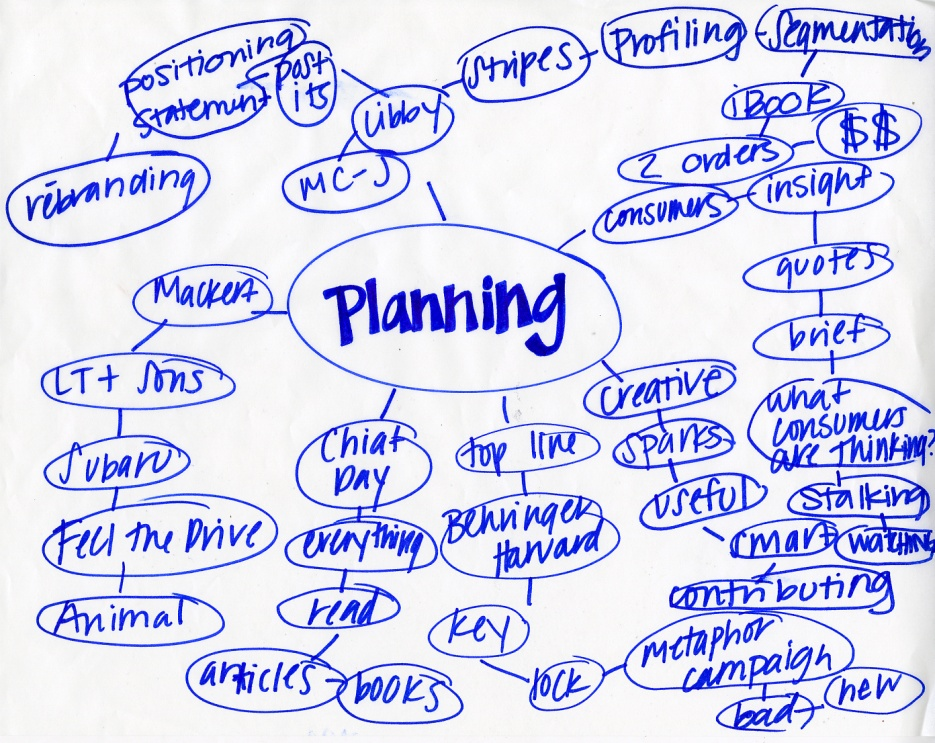 positioning
statement
post
its
rebranding
Libby
MC-J
Stripes
Profiling
Segmentation
iBook
$$
2 orders
consumers
insight
quotes
brief
what
consumers
are thinking?
stalking
watching
Planning
Mackert
LT + Sons
Subaru
Feel the Drive
Animal
Chiat
Day
everything
read
articles
books
top line
Behringer
Harvard
key
lock
metaphor
campaign
bad
new
creative
sparks
useful
smart
contributing